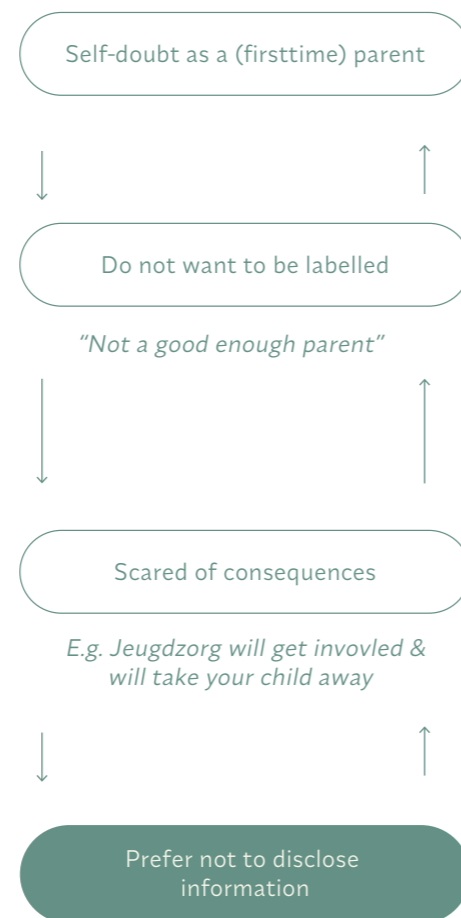 Self-doubt as a (firsttime) parent
Do not want to be labelled
“Not a good enough parent”
Scared of consequences
E.g. Jeugdzorg will get invovled &
will take your child away
Prefer not to disclose
information